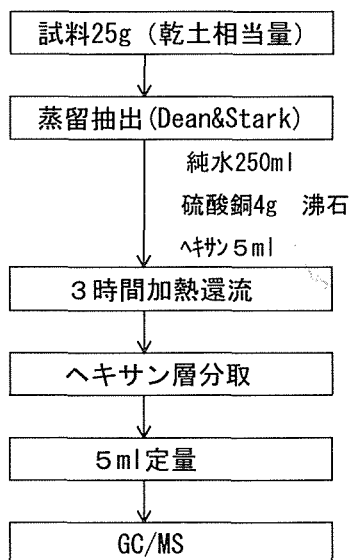 試料25g（乾土相当量）
蒸留抽出(Dean&Stark)
純水250ml
硫酸銅4g　沸石
ﾍｷｻﾝ５ml
３時間加熱還流
ヘキサン層分取
５ml定量
GC/MS